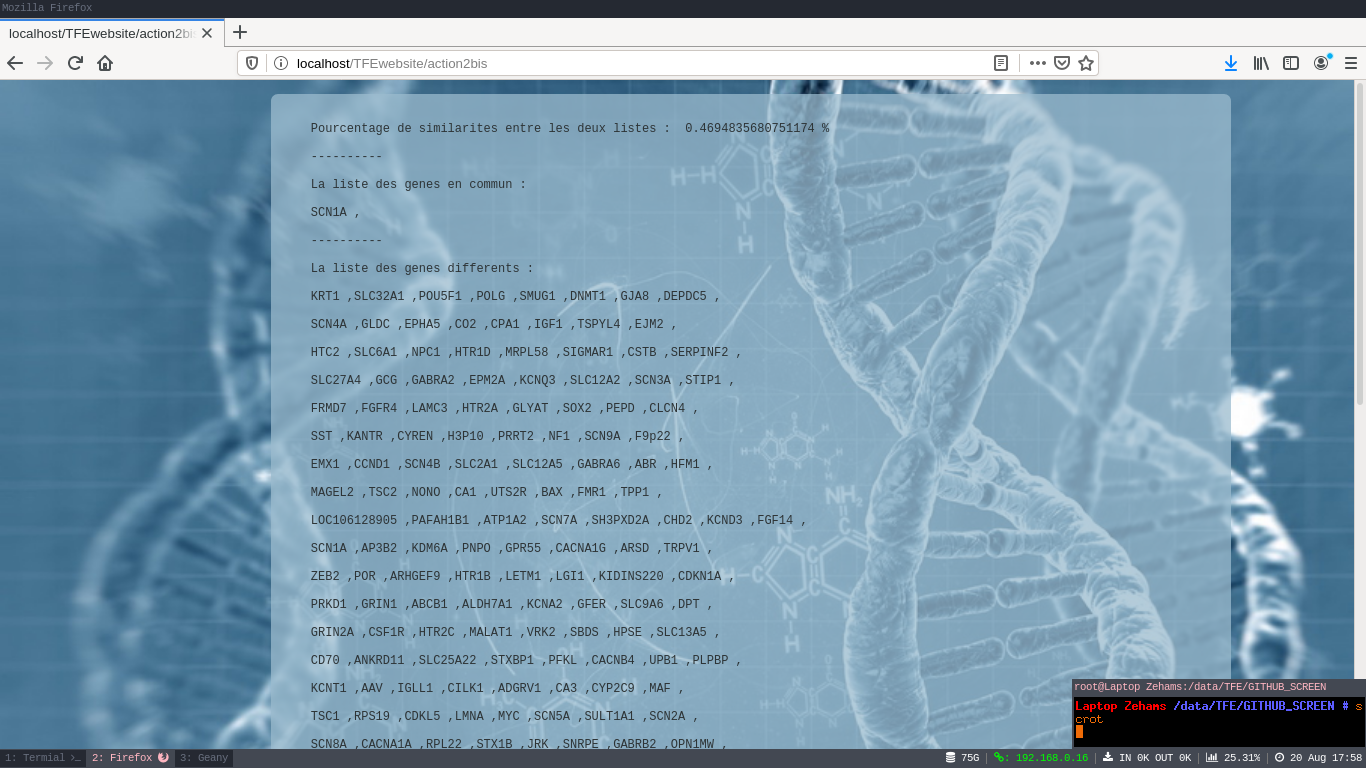 Mozilla Firefox
localhost/TFEwebsite/action2bis
localhost/TFEwebsite/action2bis
Pourcentage de similarites entre les deux listes :  0.4694835680751174 %
----------
La liste des genes en commun :
SCN1A ,
----------
La liste des genes differents :
KRT1 ,SLC32A1 ,POU5F1 ,POLG ,SMUG1 ,DNMT1 ,GJA8 ,DEPDC5 ,
SCN4A ,GLDC ,EPHA5 ,CO2 ,CPA1 ,IGF1 ,TSPYL4 ,EJM2 ,
HTC2 ,SLC6A1 ,NPC1 ,HTR1D ,MRPL58 ,SIGMAR1 ,CSTB ,SERPINF2 ,
SLC27A4 ,GCG ,GABRA2 ,EPM2A ,KCNQ3 ,SLC12A2 ,SCN3A ,STIP1 ,
FRMD7 ,FGFR4 ,LAMC3 ,HTR2A ,GLYAT ,SOX2 ,PEPD ,CLCN4 ,
SST ,KANTR ,CYREN ,H3P10 ,PRRT2 ,NF1 ,SCN9A ,F9p22 ,
EMX1 ,CCND1 ,SCN4B ,SLC2A1 ,SLC12A5 ,GABRA6 ,ABR ,HFM1 ,
MAGEL2 ,TSC2 ,NONO ,CA1 ,UTS2R ,BAX ,FMR1 ,TPP1 ,
LOC106128905 ,PAFAH1B1 ,ATP1A2 ,SCN7A ,SH3PXD2A ,CHD2 ,KCND3 ,FGF14 ,
SCN1A ,AP3B2 ,KDM6A ,PNPO ,GPR55 ,CACNA1G ,ARSD ,TRPV1 ,
ZEB2 ,POR ,ARHGEF9 ,HTR1B ,LETM1 ,LGI1 ,KIDINS220 ,CDKN1A ,
PRKD1 ,GRIN1 ,ABCB1 ,ALDH7A1 ,KCNA2 ,GFER ,SLC9A6 ,DPT ,
GRIN2A ,CSF1R ,HTR2C ,MALAT1 ,VRK2 ,SBDS ,HPSE ,SLC13A5 ,
CD70 ,ANKRD11 ,SLC25A22 ,STXBP1 ,PFKL ,CACNB4 ,UPB1 ,PLPBP ,
KCNT1 ,AAV ,IGLL1 ,CILK1 ,ADGRV1 ,CA3 ,CYP2C9 ,MAF ,
TSC1 ,RPS19 ,CDKL5 ,LMNA ,MYC ,SCN5A ,SULT1A1 ,SCN2A ,
SCN8A ,CACNA1A ,RPL22 ,STX1B ,JRK ,SNRPE ,GABRB2 ,OPN1MW ,
root@Laptop Zehams:/data/TFE/GITHUB_SCREEN
Laptop Zehams /data/TFE/GITHUB_SCREEN # s
crot
1: Termial >_ 2: Firefox 3: Geany
75G | : 192.168.0.16 | IN 0K OUT 0K | 25.31% | 20 Aug 17:58